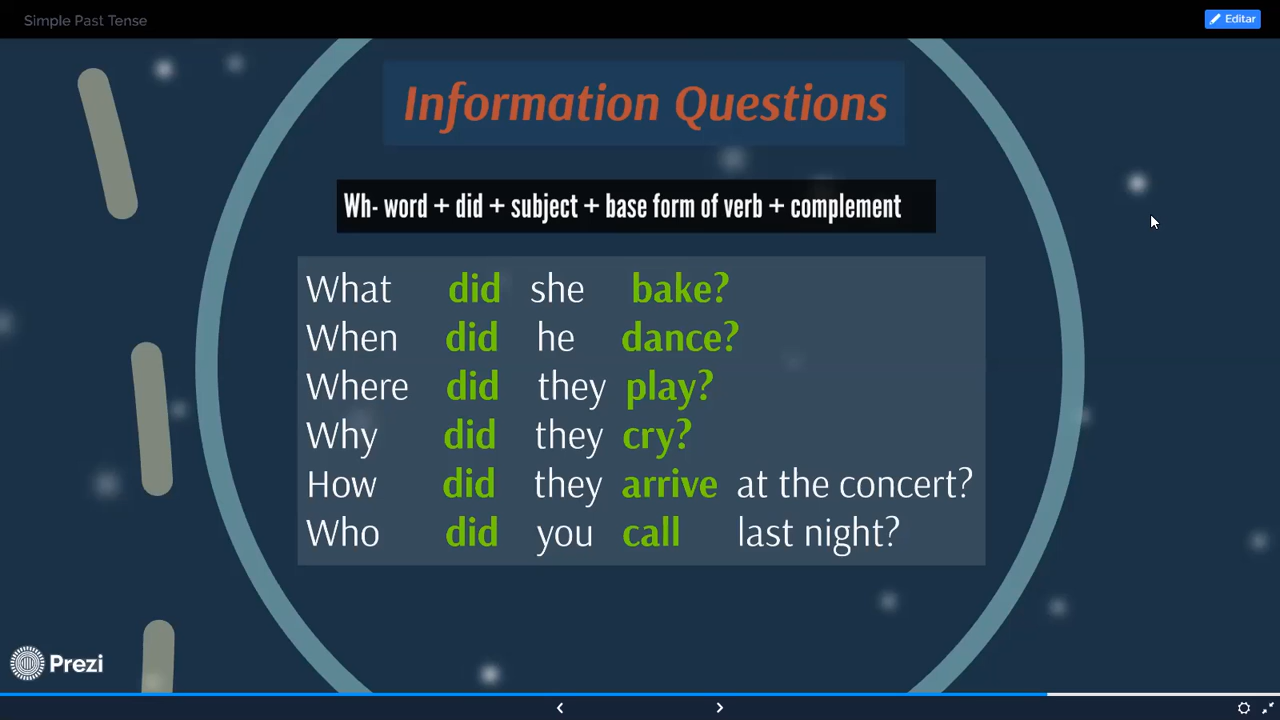 Simple Past Tense
Editar
Information Questions
Wh- word + did + subject + base form of verb + complement
What did she bake?
When did he dance?
Where did they play?
Why did they cry?
How did they arrive at the concert?
Who did you call last night?
Prezi